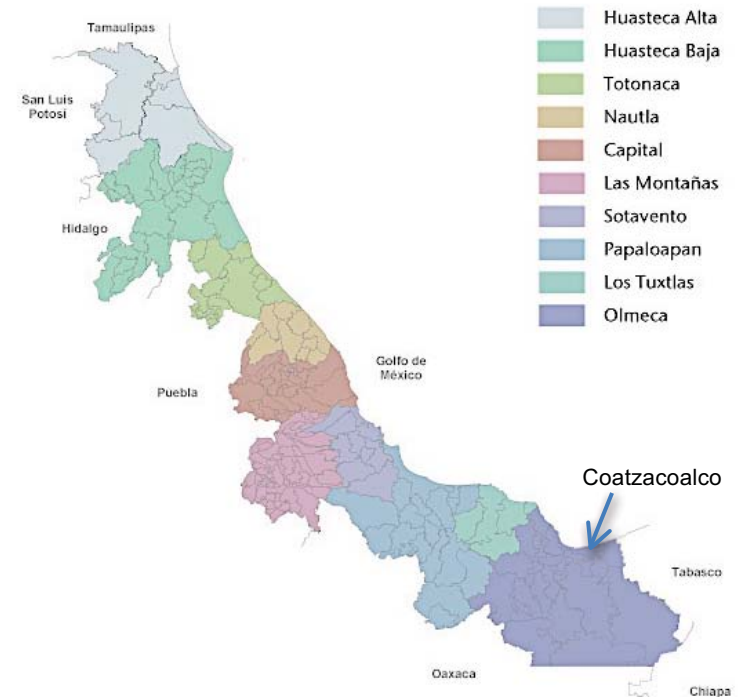 Tamaulipas
San Luis
Potosí
Hidalgo
Puebla
Golfo de
México
Coatzacoalco
Tabasco
Oaxaca
Chiapa
Huasteca Alta
Huasteca Baja
Totonaca
Nautla
Capital
Las Montañas
Sotavento
Papaloapan
Los Tuxtlas
Olmeca